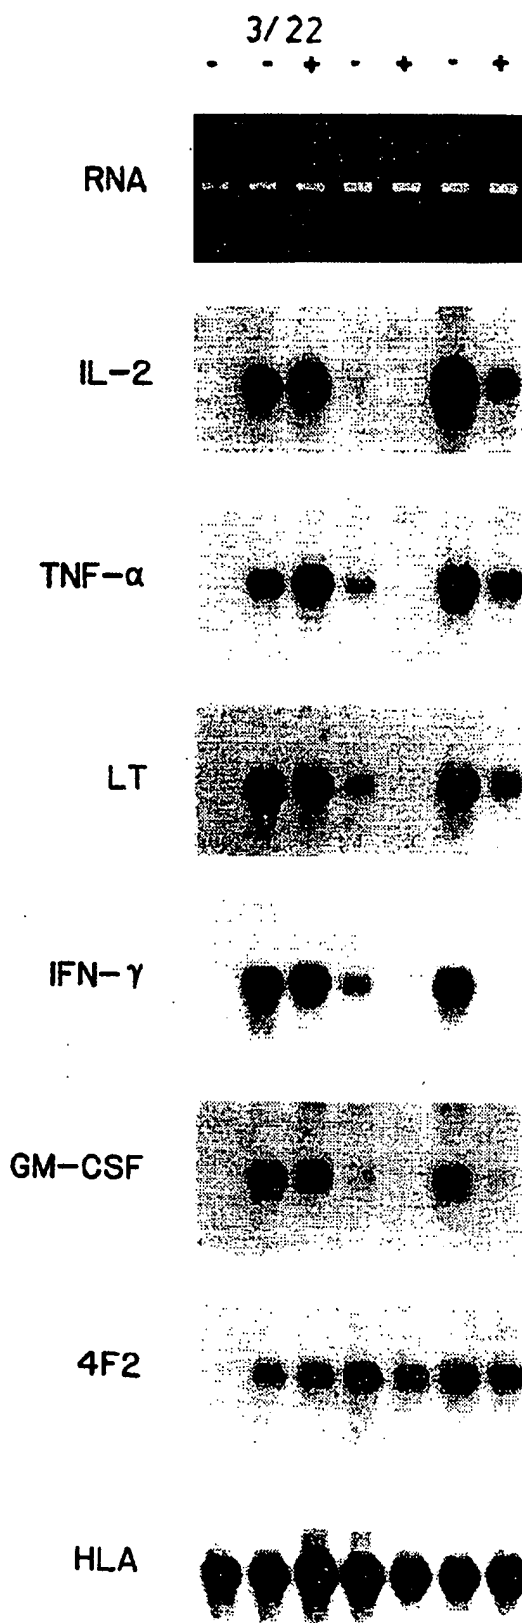 3/22
- - + - + - +
RNA
IL-2
TNF-α
LT
IFN-γ
GM-CSF
4F2
HLA